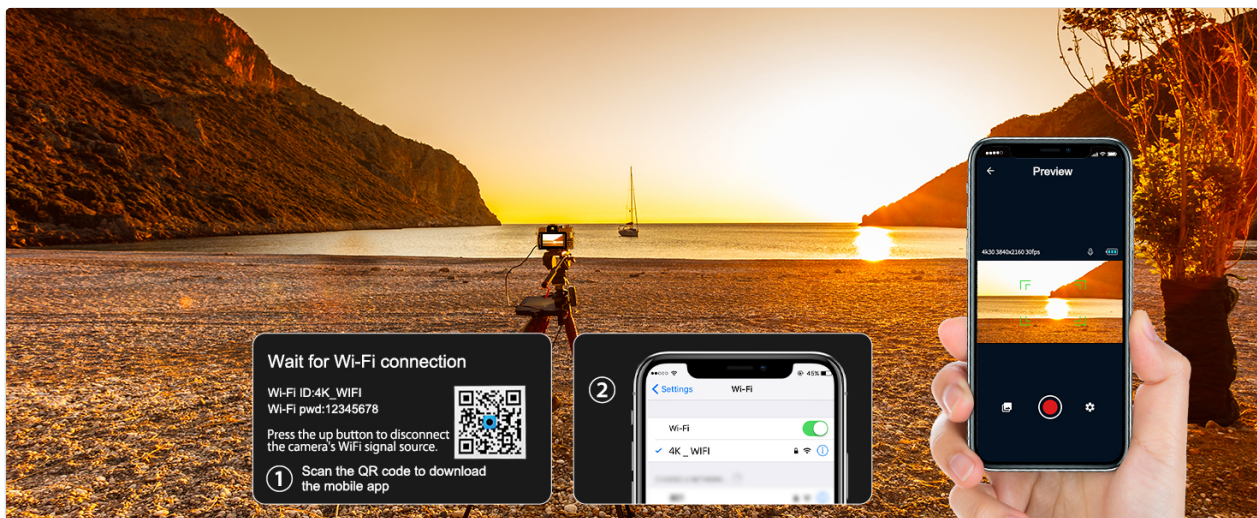 Wait for Wi-Fi connection
Wi-Fi ID:4K_WIFI
Wi-Fi pwd:12345678
Press the up button to disconnect
the camera's WiFi signal source.
① Scan the QR code to download
the mobile app
②
45%
Settings
Wi-Fi
Wi-Fi
4K _ WIFI
Preview
4k30 3840x2160 30fps